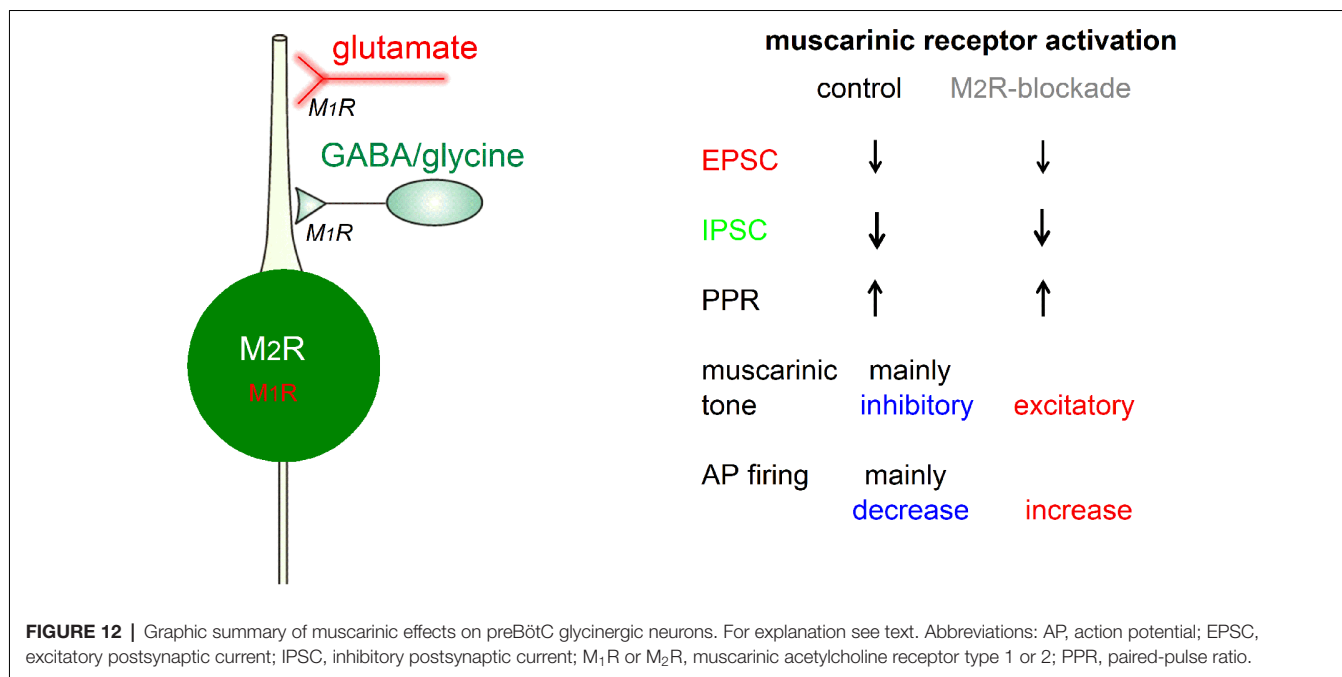 glutamate
M1R
GABA/glycine
M1R
M2R
M1R
muscarinic receptor activation
control M2R-blockade
EPSC ↓ ↓
IPSC ↓ ↓
PPR ↑ ↑
muscarinic mainly
tone inhibitory excitatory
AP firing mainly
decrease increase
FIGURE 12 | Graphic summary of muscarinic effects on preBötC glycinergic neurons. For explanation see text. Abbreviations: AP, action potential; EPSC,
excitatory postsynaptic current; IPSC, inhibitory postsynaptic current; M₁R or M₂R, muscarinic acetylcholine receptor type 1 or 2; PPR, paired-pulse ratio.